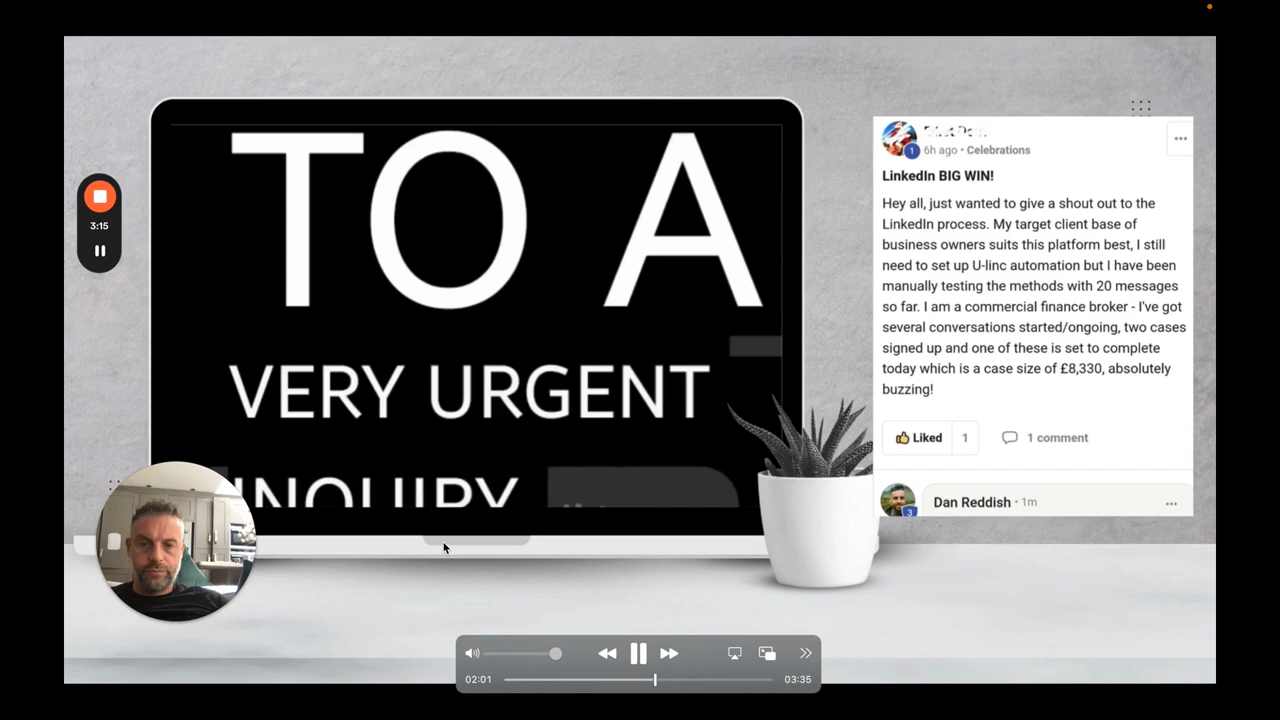 TO A
VERY URGENT
INQUIRY
3:15
6h ago • Celebrations
LinkedIn BIG WIN!
Hey all, just wanted to give a shout out to the
LinkedIn process. My target client base of
business owners suits this platform best, I still
need to set up U-linc automation but I have been
manually testing the methods with 20 messages
so far. I am a commercial finance broker - I've got
several conversations started/ongoing, two cases
signed up and one of these is set to complete
today which is a case size of £8,330, absolutely
buzzing!
Liked 1 1 comment
Dan Reddish • 1m
02:01 03:35